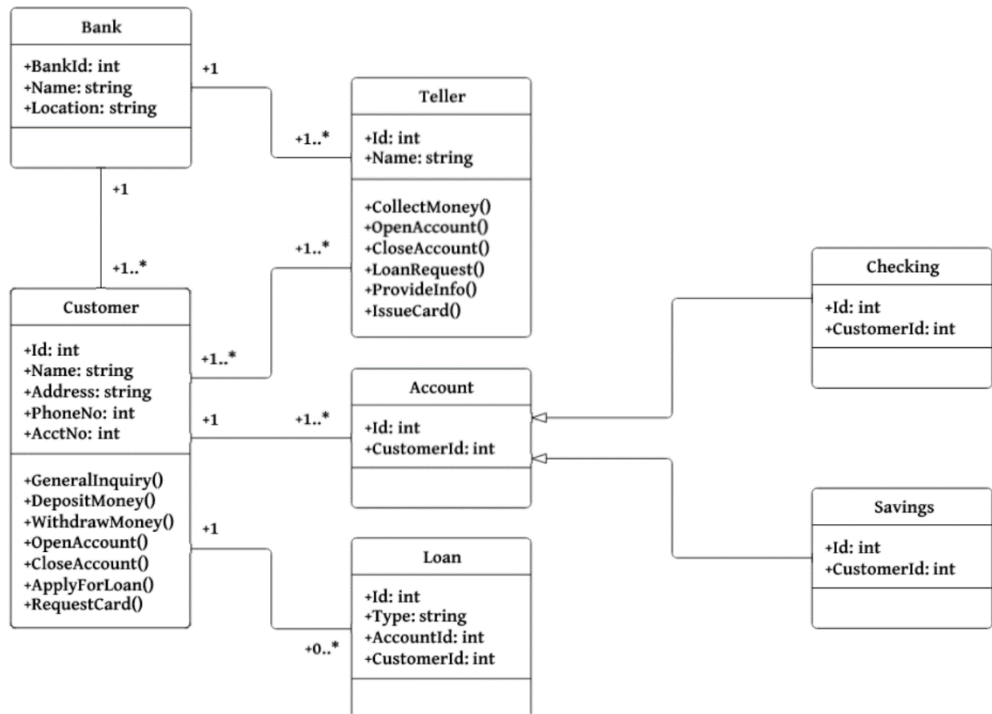 Bank
+BankId: int
+Name: string
+Location: string
+1
+1..*
Teller
+Id: int
+Name: string
+CollectMoney()
+OpenAccount()
+CloseAccount()
+LoanRequest()
+ProvideInfo()
+IssueCard()
+1
+1..*
Customer
+Id: int
+Name: string
+Address: string
+PhoneNo: int
+AcctNo: int
+GeneralInquiry()
+DepositMoney()
+WithdrawMoney()
+OpenAccount()
+CloseAccount()
+ApplyForLoan()
+RequestCard()
+1..*
+1..*
+1
+1..*
Account
+Id: int
+CustomerId: int
+1
+0..*
Loan
+Id: int
+Type: string
+AccountId: int
+CustomerId: int
Checking
+Id: int
+CustomerId: int
Savings
+Id: int
+CustomerId: int